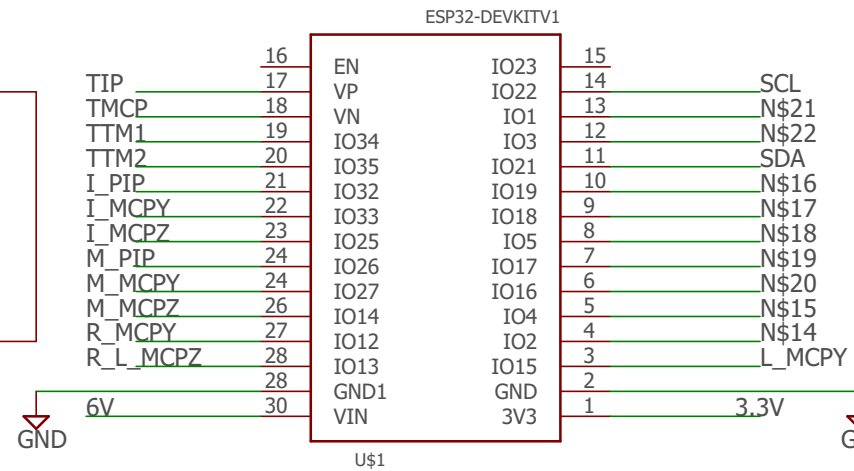 ESP32-DEVKITV1
16 EN IO23 15
TIP 17 VP IO22 14 SCL
TMCP 18 VN IO1 13 N$21
TTM1 19 IO34 IO3 12 N$22
TTM2 20 IO35 IO21 11 SDA
I_PIP 21 IO32 IO19 10 N$16
I_MCPY 22 IO33 IO18 9 N$17
I_MCPZ 23 IO25 IO5 8 N$18
M_PIP 24 IO26 IO17 7 N$19
M_MCPY 24 IO27 IO16 6 N$20
M_MCPZ 26 IO14 IO4 5 N$15
R_MCPY 27 IO12 IO2 4 N$14
R_L_MCPZ 28 IO13 IO15 3 L_MCPY
28 GND1 GND 2
6V 30 VIN 3V3 1 3.3V
GND G
U$1